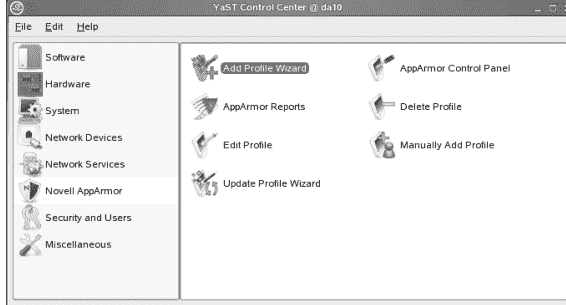 YaST Control Center @ da10
File Edit Help
Software
Hardware
System
Network Devices
Network Services
Novell AppArmor
Security and Users
Miscellaneous
Add Profile Wizard
AppArmor Control Panel
AppArmor Reports
Delete Profile
Edit Profile
Manually Add Profile
Update Profile Wizard